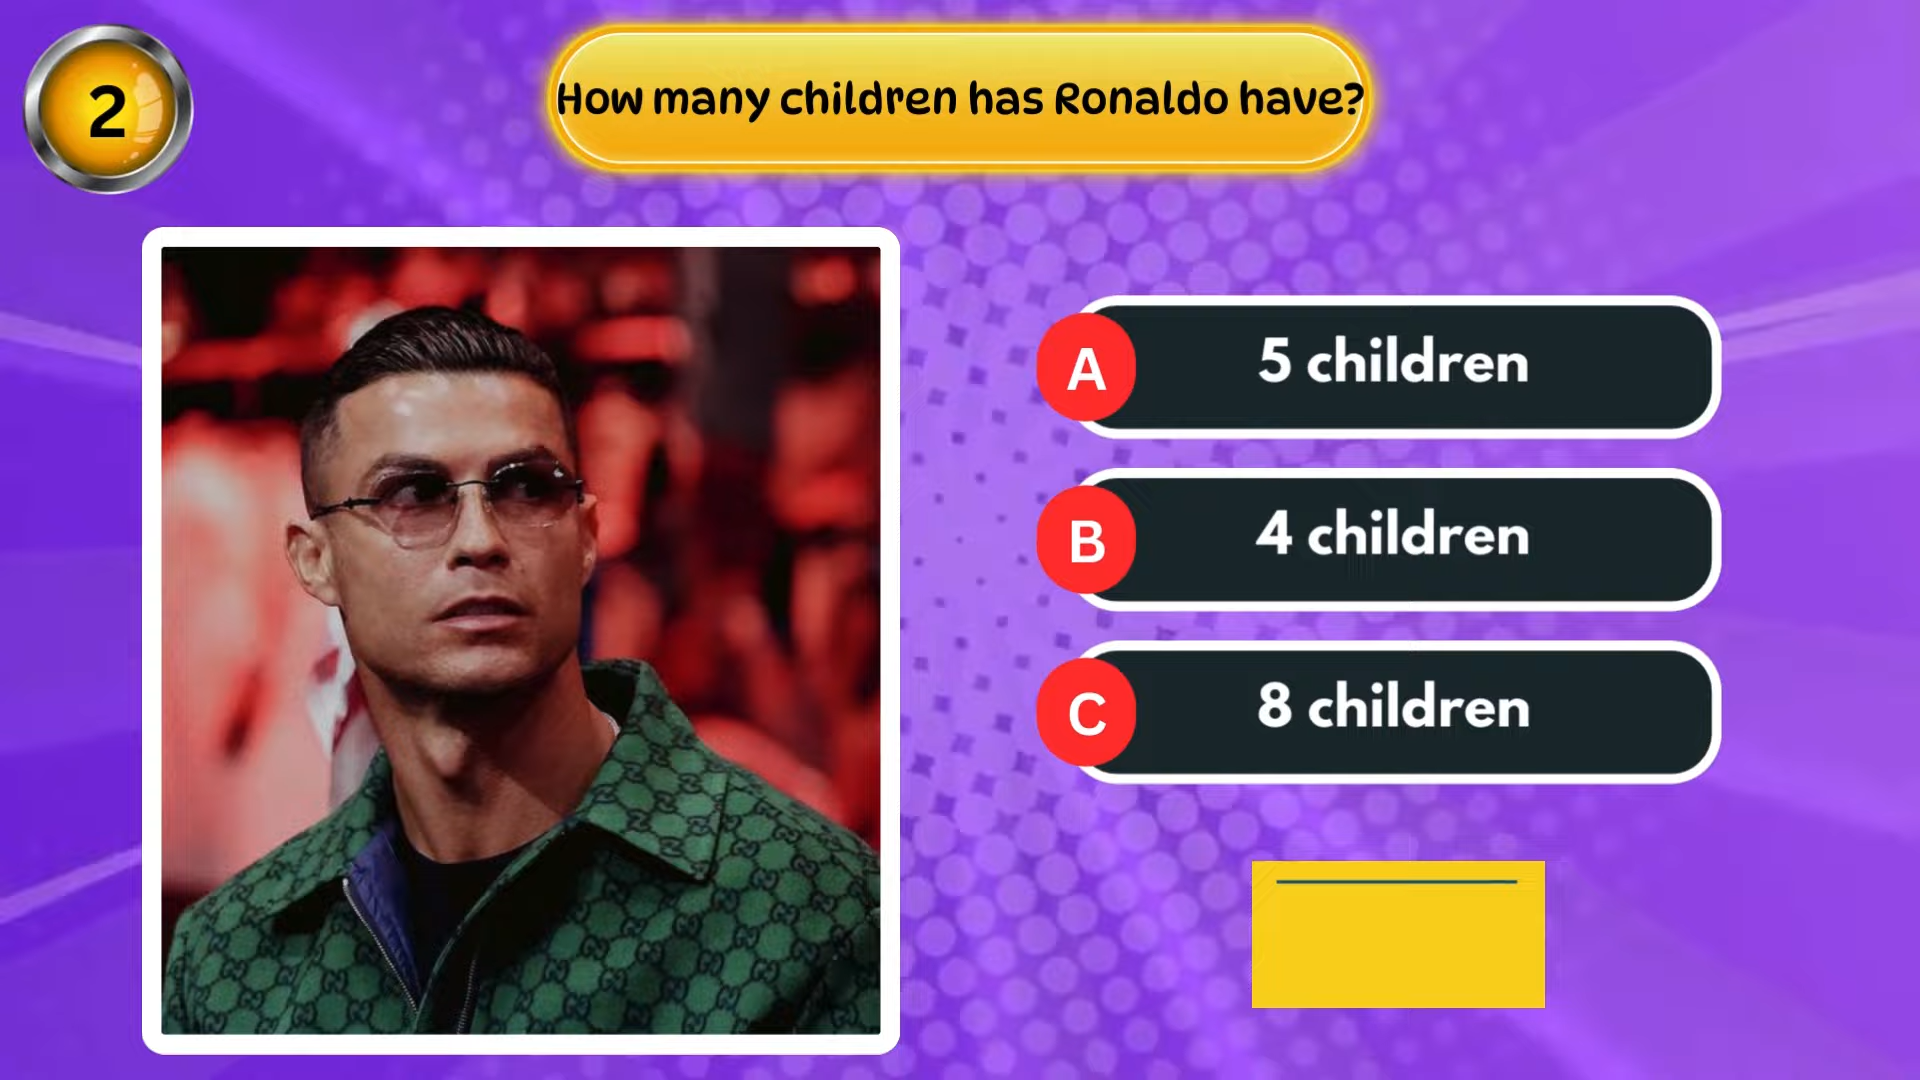 2
How many children has Ronaldo have?
A
5 children
B
4 children
C
8 children